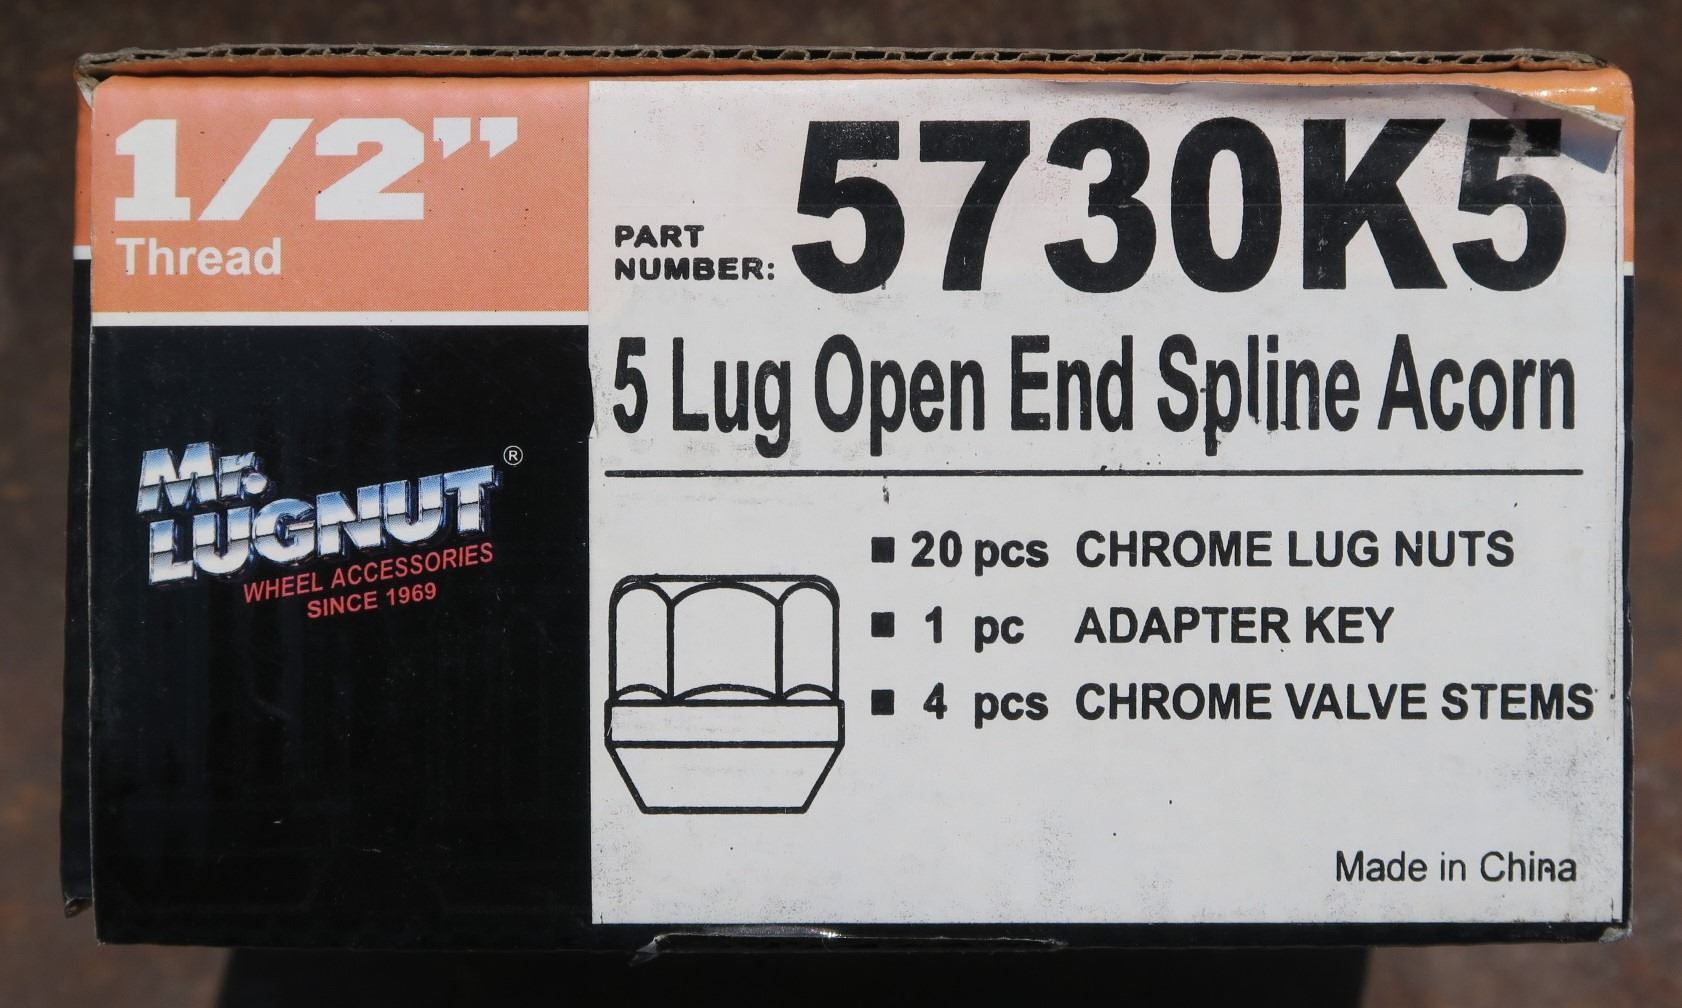 1/2”
Thread
PART
NUMBER:
5730K5
5 Lug Open End Spline Acorn
Mr.
LUGNUT®
WHEEL ACCESSORIES
SINCE 1969
■ 20 pcs CHROME LUG NUTS
■ 1 pc ADAPTER KEY
■ 4 pcs CHROME VALVE STEMS
Made in China